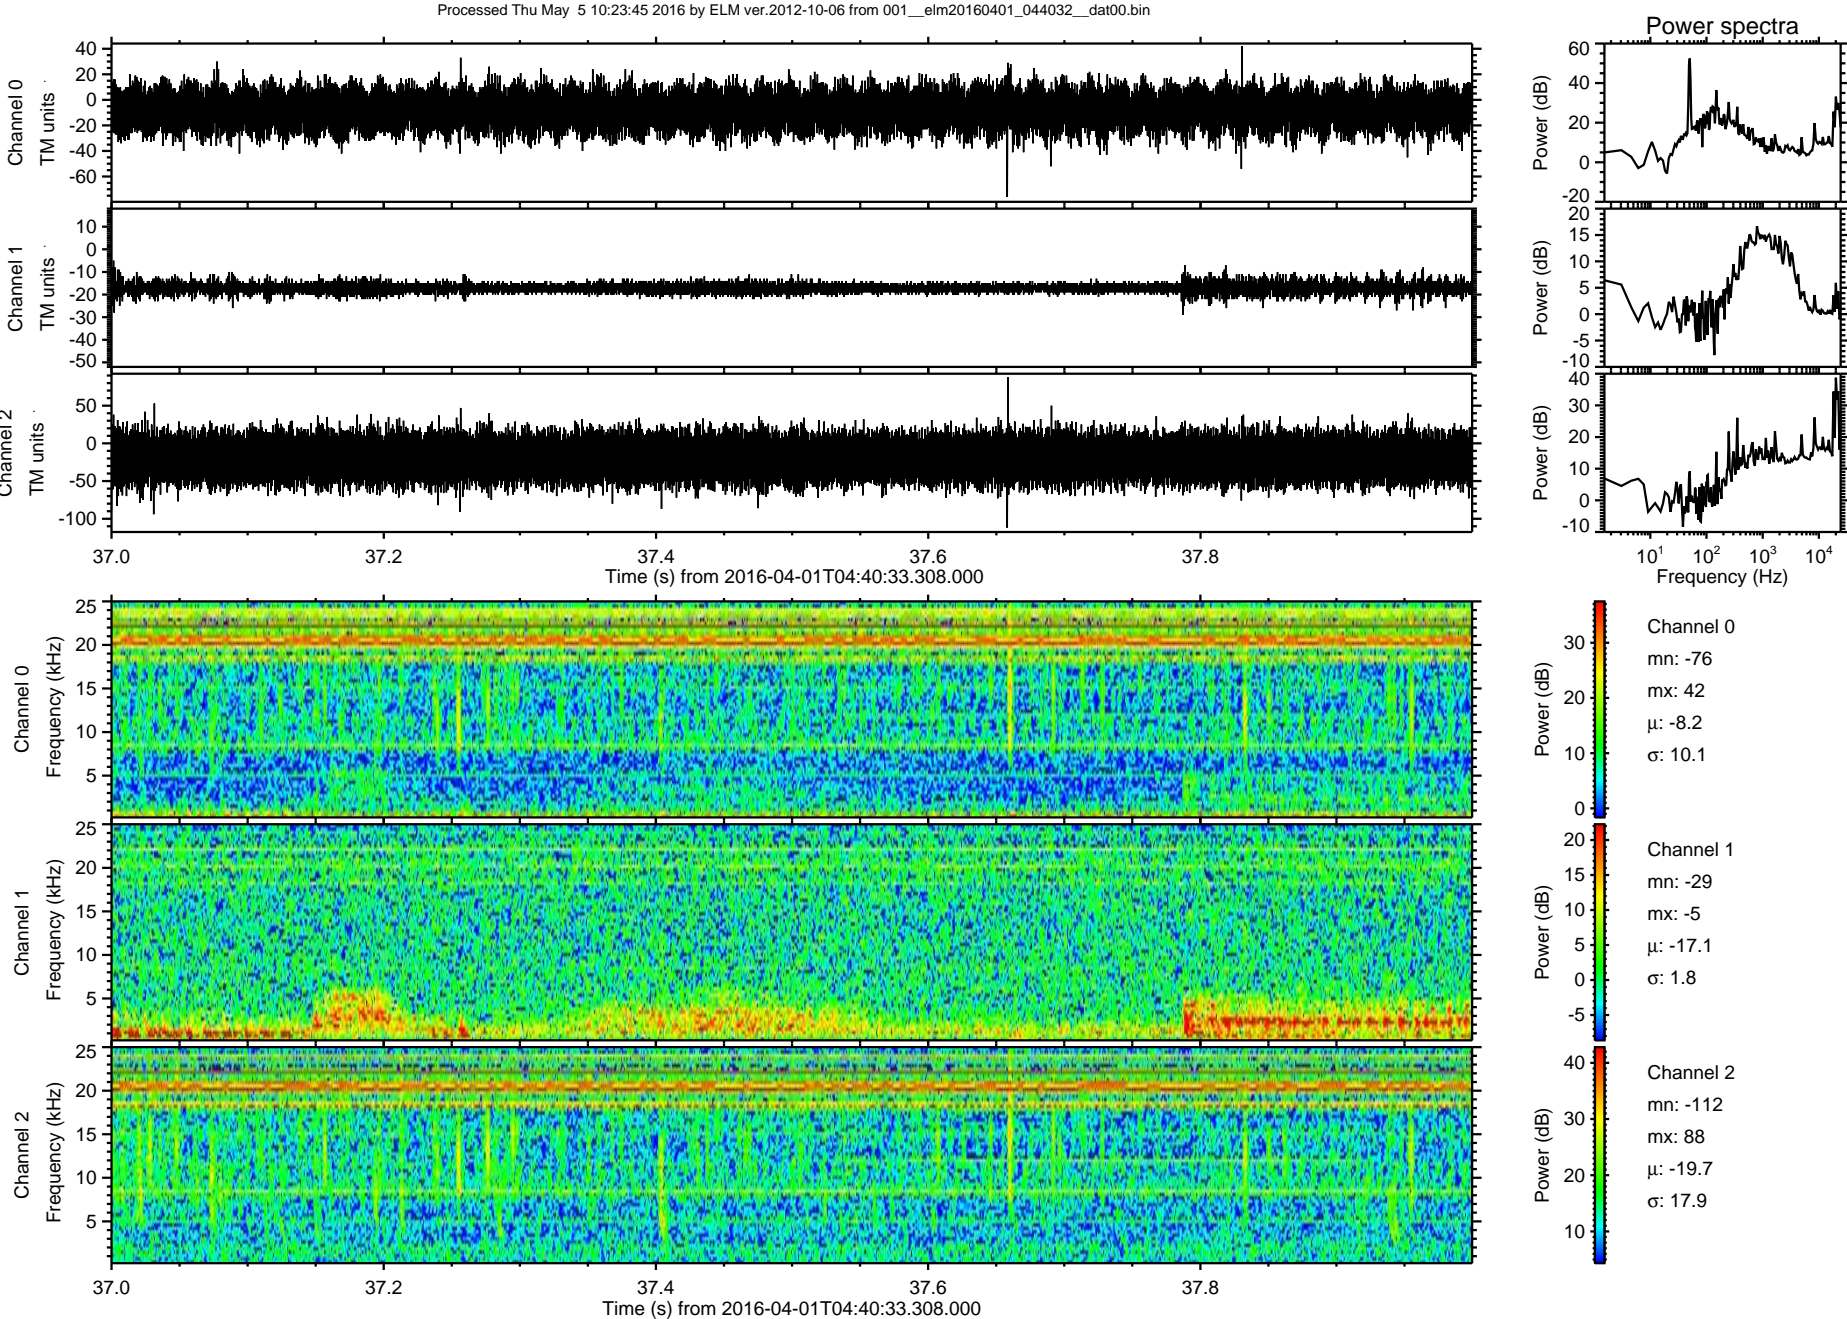 Processed Thu May  5 10:23:45 2016 by ELM ver.2012-10-06 from 001__elm20160401_044032__dat00.bin
Power spectra
Channel 0
TM units
40
20
0
-20
-40
-60
Power (dB)
60
40
20
0
-20
Channel 1
TM units
10
0
-10
-20
-30
-40
-50
Power (dB)
20
15
10
5
0
-5
-10
Channel 2
TM units
50
0
-50
-100
Power (dB)
40
30
20
10
0
-10
37.0 37.2 37.4 37.6 37.8
Time (s) from 2016-04-01T04:40:33.308.000
10^1 10^2 10^3 10^4
Frequency (Hz)
Channel 0
Frequency (kHz)
25
20
15
10
5
Power (dB)
30
20
10
0
Channel 0
mn: -76
mx: 42
μ: -8.2
σ: 10.1
Channel 1
Frequency (kHz)
25
20
15
10
5
Power (dB)
20
15
10
5
0
-5
Channel 1
mn: -29
mx: -5
μ: -17.1
σ: 1.8
Channel 2
Frequency (kHz)
25
20
15
10
5
Power (dB)
40
30
20
10
Channel 2
mn: -112
mx: 88
μ: -19.7
σ: 17.9
37.0 37.2 37.4 37.6 37.8
Time (s) from 2016-04-01T04:40:33.308.000